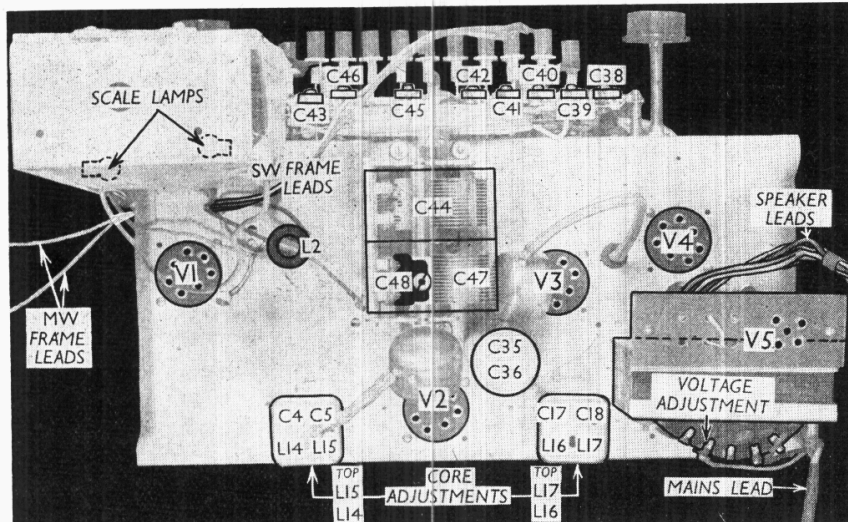 C46
C42
C40
C38
C43
C45
C41
C39
SCALE LAMPS
SW FRAME
LEADS
SPEAKER
LEADS
C44
V4
L2
V1
C48
C47
V3
MW
FRAME
LEADS
C35
C36
V5
VOLTAGE
ADJUSTMENT
V2
C4 C5
L14 L15
C17 C18
L16 L17
TOP
L15
L14
CORE
ADJUSTMENTS
TOP
L17
L16
MAINS LEAD